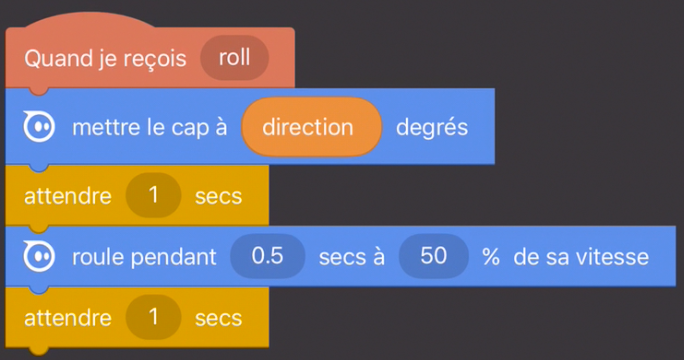 Quand je reçois roll
mettre le cap à direction degrés
attendre 1 secs
roule pendant 0.5 secs à 50 % de sa vitesse
attendre 1 secs